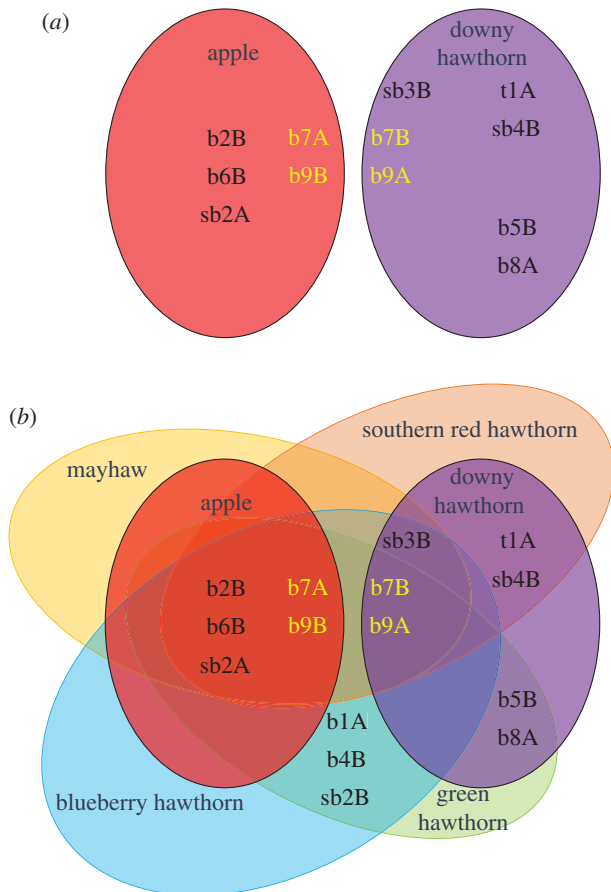 (a)
apple
downy
hawthorn
sb3B t1A
sb4B
b2B b7A b7B
b6B b9B b9A
sb2A
b5B
b8A
(b)
southern red hawthorn
mayhaw
apple
downy
hawthorn
sb3B t1A
sb4B
b2B b7A b7B
b6B b9B b9A
sb2A
b5B
b1A
b8A
b4B
sb2B
blueberry hawthorn
green
hawthorn